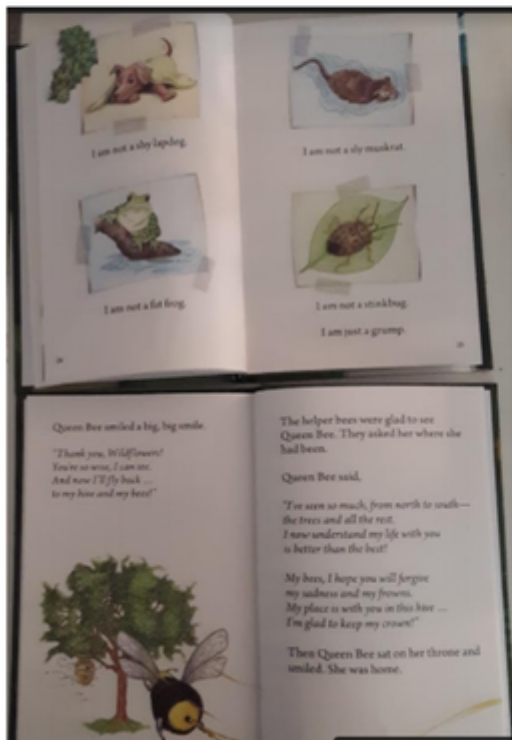 I am not a shy lapdog.
I am not a sly muskrat.
I am not a fat frog.
I am not a stinkbug.
I am just a grump.
Queen Bee smiled a big, big smile.
"Thank you, Wildflowers!
You're so wise, I can see.
And now I'll fly back ...
to my hive and my bees!"
The helper bees were glad to see
Queen Bee. They asked her where she
had been.
Queen Bee said,
"I've seen so much, from north to south—
the trees and all the rest.
I now understand my life with you
is better than the best!
My bees, I hope you will forgive
my sadness and my frowns.
My place is with you in this hive ...
I'm glad to keep my crown!"
Then Queen Bee sat on her throne and
smiled. She was home.